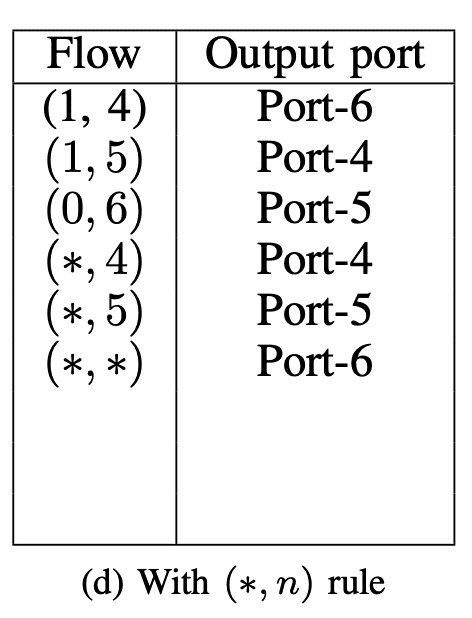 Flow Output port
(1, 4) Port-6
(1, 5) Port-4
(0, 6) Port-5
(∗, 4) Port-4
(∗, 5) Port-5
(∗, ∗) Port-6
(d) With (∗, n) rule